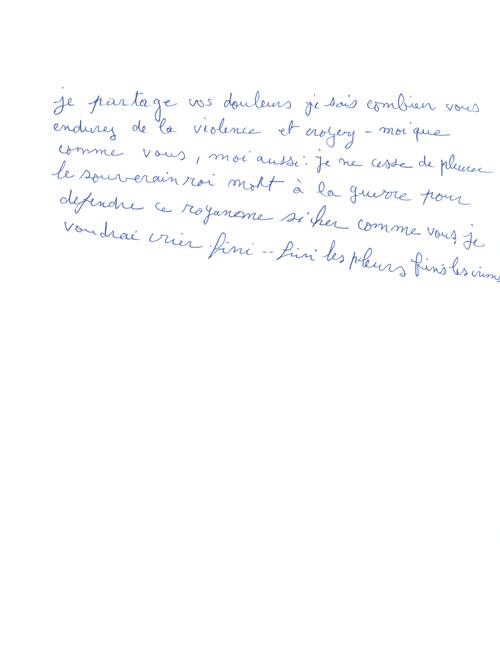 je partage vos douleurs je sais combien vous
endurez de la violence et croyez - moi que
comme vous, moi aussi : je ne cesse de pleurer
le souverain roi mort à la guerre pour
defendre ce royaneme si cher comme vous, je
voudrai crier fini -- fini les pleurs finis les crimes